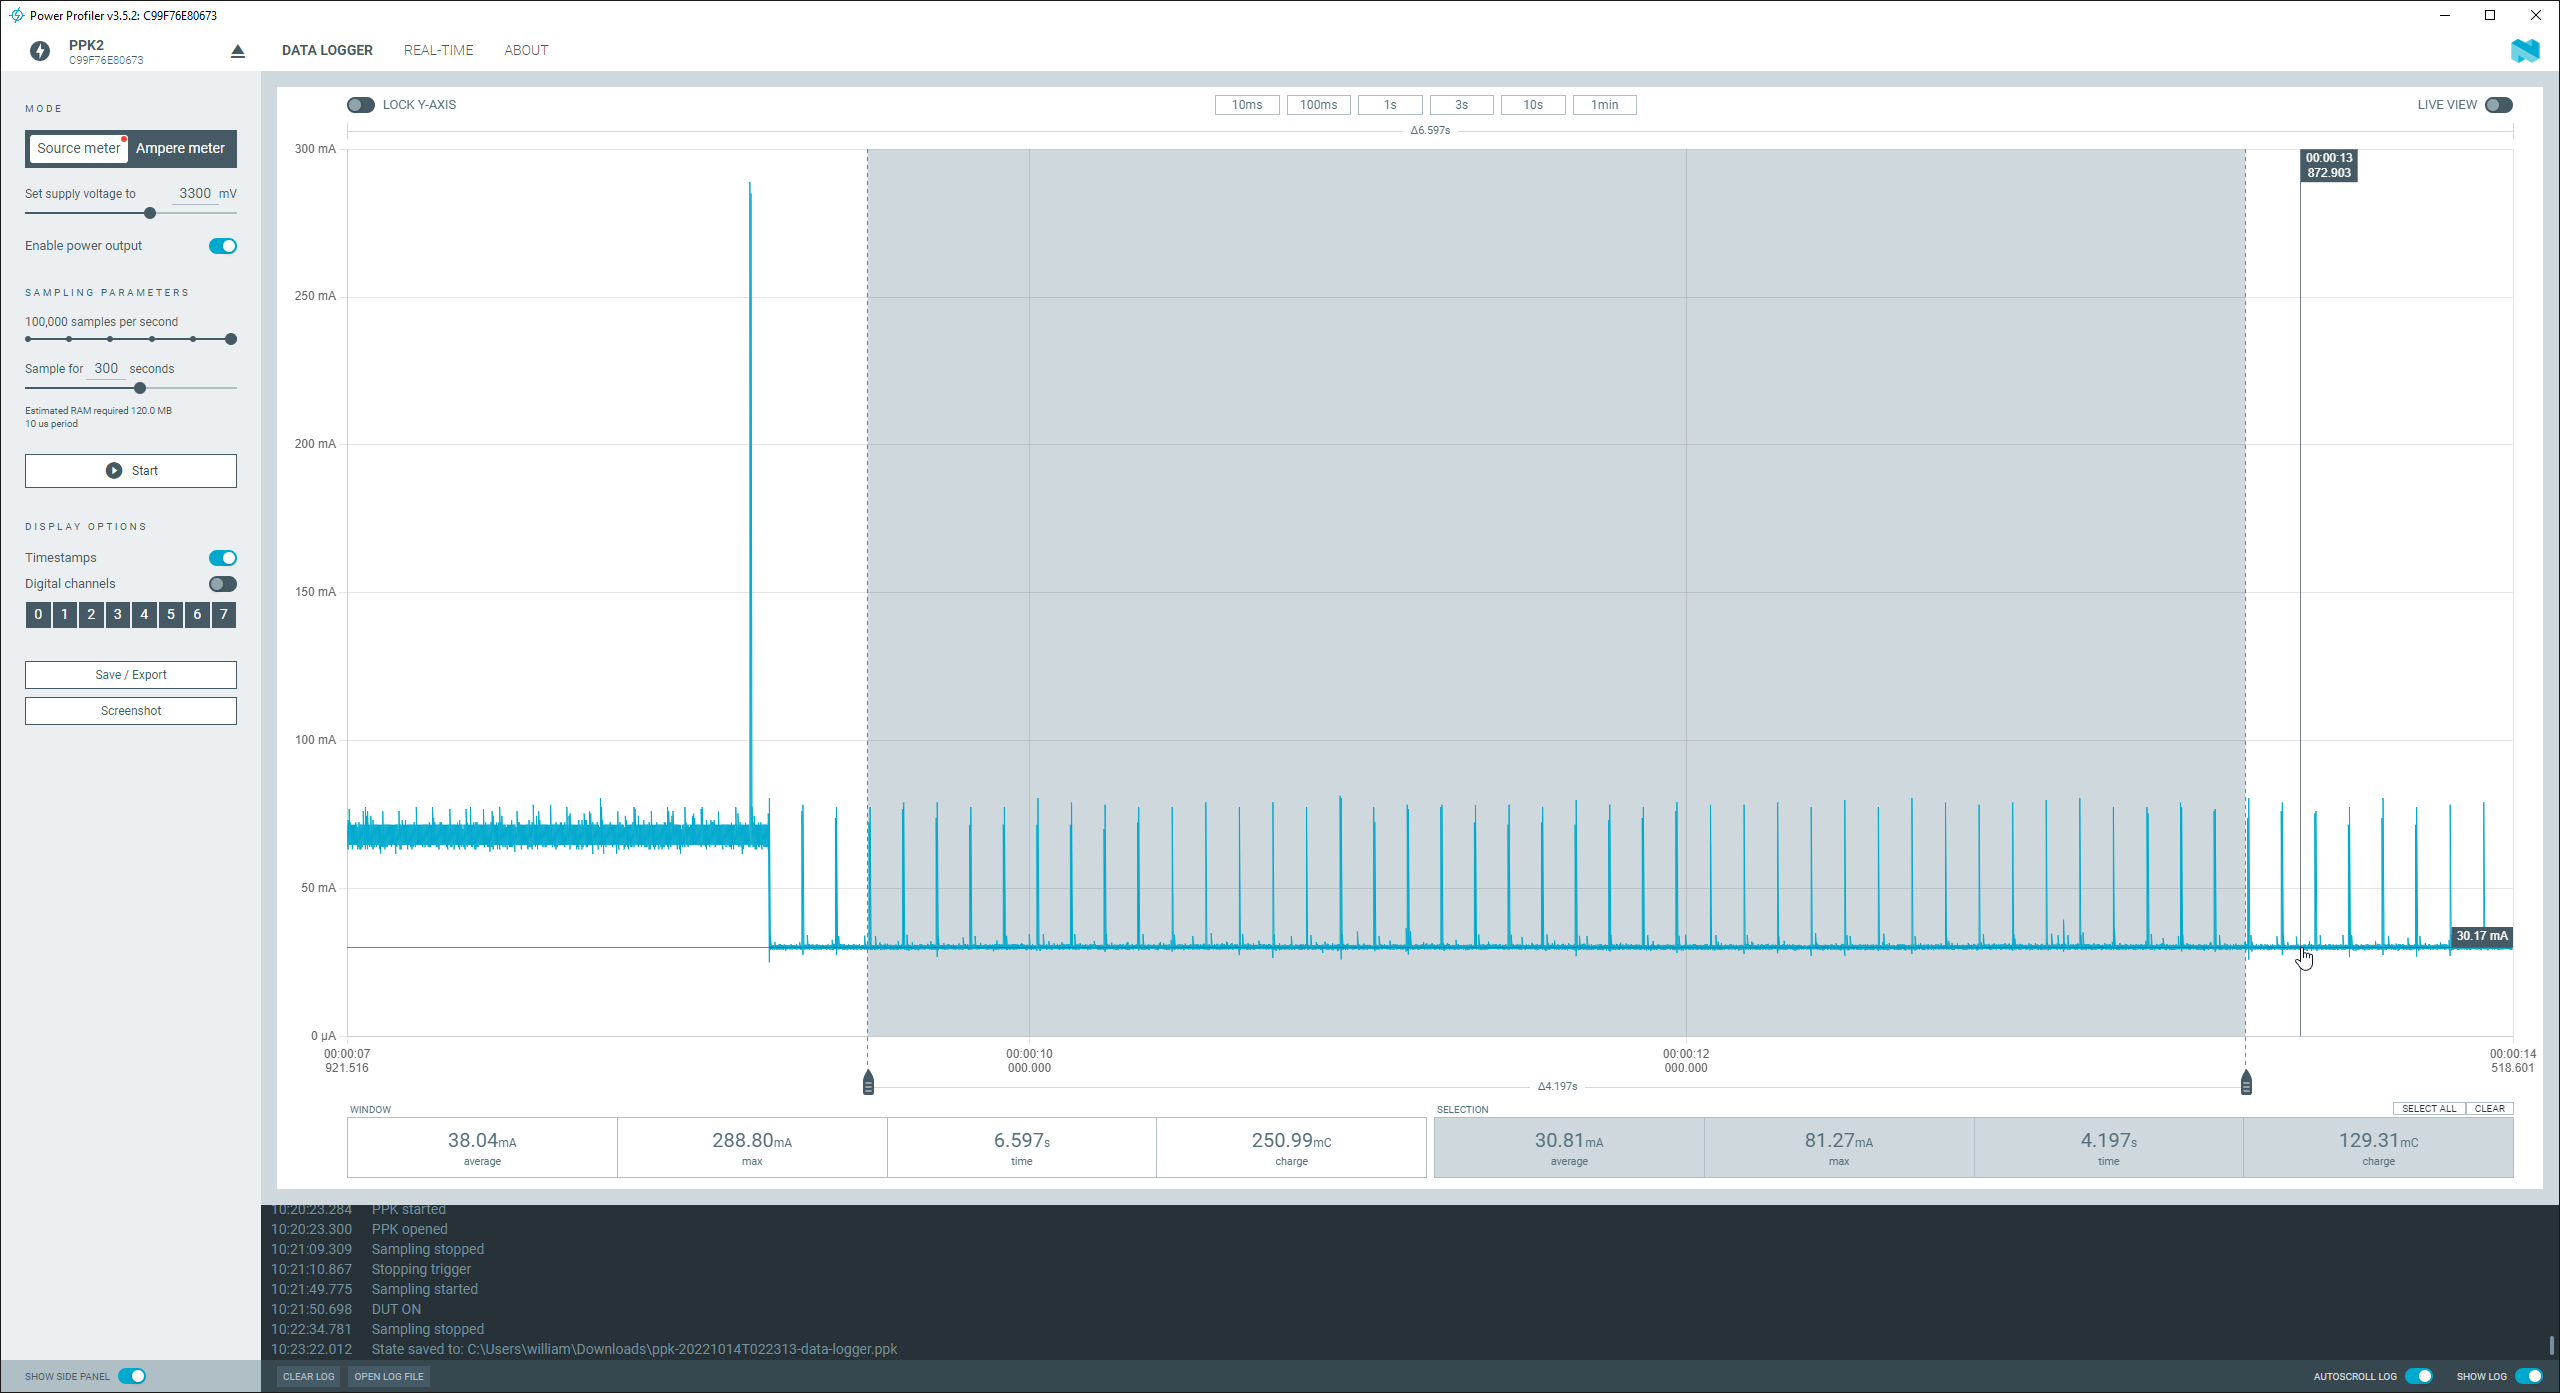 Power Profiler v3.5.2: C99F76E80673
PPK2
C99F76E80673
DATA LOGGER
REAL-TIME
ABOUT
MODE
Source meter
Ampere meter
Set supply voltage to 3300 mV
Enable power output
SAMPLING PARAMETERS
100,000 samples per second
Sample for 300 seconds
Estimated RAM required 120.0 MB
10 us period
Start
DISPLAY OPTIONS
Timestamps
Digital channels
0 1 2 3 4 5 6 7
Save / Export
Screenshot
LOCK Y-AXIS
10ms 100ms 1s 3s 10s 1min
LIVE VIEW
Δ6.597s
300 mA
250 mA
200 mA
150 mA
100 mA
50 mA
0 µA
00:00:13
872.903
30.17 mA
00:00:07
921.516
00:00:10
000.000
00:00:12
000.000
00:00:14
518.601
Δ4.197s
WINDOW
38.04mA
average
288.80mA
max
6.597s
time
250.99mC
charge
SELECTION
SELECT ALL CLEAR
30.81mA
average
81.27mA
max
4.197s
time
129.31mC
charge
10:20:23.284 PPK started
10:20:23.300 PPK opened
10:21:09.309 Sampling stopped
10:21:10.867 Stopping trigger
10:21:49.775 Sampling started
10:21:50.698 DUT ON
10:22:34.781 Sampling stopped
10:23:22.012 State saved to: C:\Users\william\Downloads\ppk-20221014T022313-data-logger.ppk
SHOW SIDE PANEL
CLEAR LOG
OPEN LOG FILE
AUTOSCROLL LOG
SHOW LOG